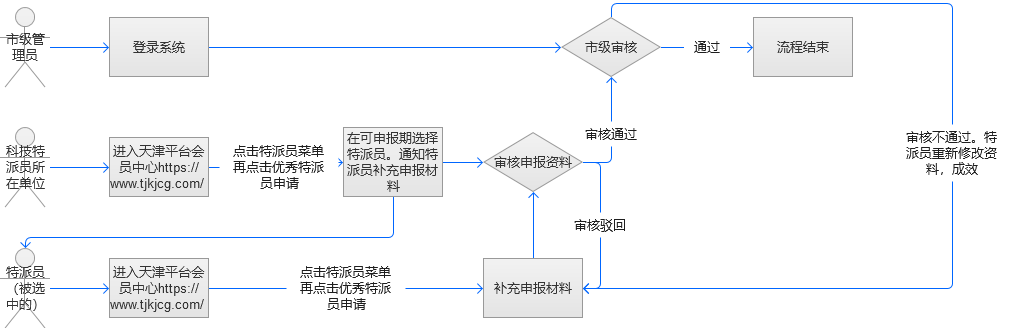 市级管
理员
登录系统
市级审核
通过
流程结束
审核通过
审核不通过。特
派员重新修改资
料，成效
科技特
派员所
在单位
进入天津平台会
员中心https://
www.tjkjcg.com/
点击特派员菜单
再点击优秀特派
员申请
在可申报期选择
特派员。通知特
派员补充申报材
料
审核申报资料
审核驳回
特派员
（被选
中的）
进入天津平台会
员中心https://
www.tjkjcg.com/
点击特派员菜单
再点击优秀特派
员申请
补充申报材料